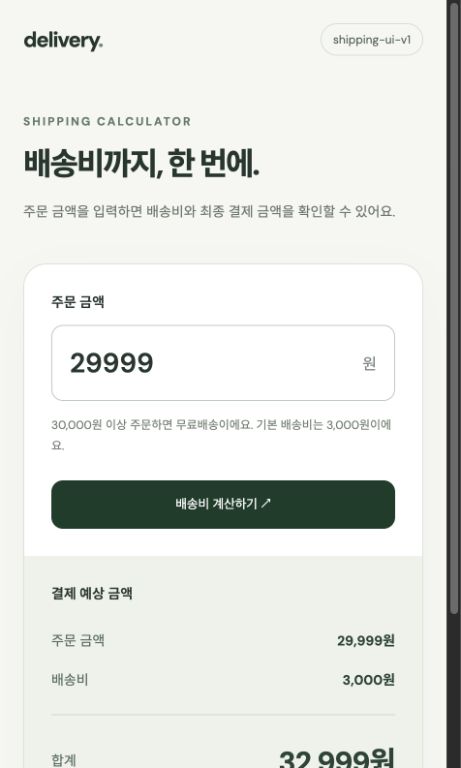 delivery.
shipping-ui-v1
SHIPPING CALCULATOR
배송비까지, 한 번에.
주문 금액을 입력하면 배송비와 최종 결제 금액을 확인할 수 있어요.
주문 금액
29999 원
30,000원 이상 주문하면 무료배송이에요. 기본 배송비는 3,000원이에
요.
배송비 계산하기 ↗
결제 예상 금액
주문 금액 29,999원
배송비 3,000원
합계 32,999원